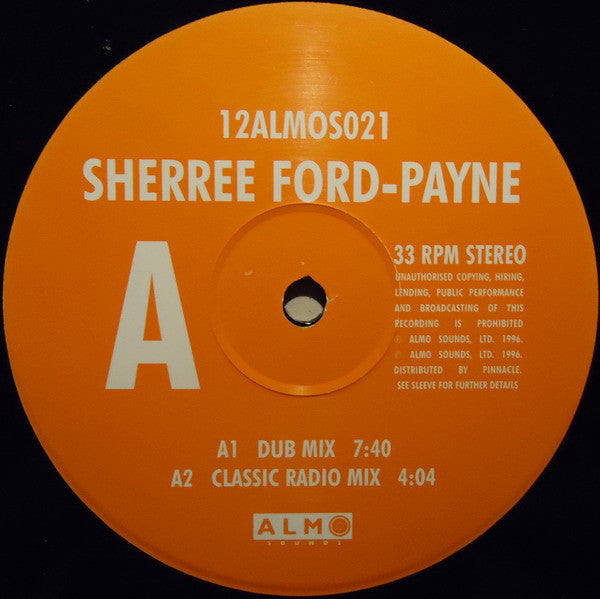 12ALMOS021
SHERREE FORD-PAYNE
A
33 RPM STEREO
UNAUTHORISED COPYING, HIRING,
LENDING, PUBLIC PERFORMANCE
AND BROADCASTING OF THIS
RECORDING IS PROHIBITED
℗ ALMO SOUNDS, LTD. 1996.
© ALMO SOUNDS, LTD. 1996.
DISTRIBUTED BY PINNACLE.
SEE SLEEVE FOR FURTHER DETAILS
A1 DUB MIX 7:40
A2 CLASSIC RADIO MIX 4:04
ALMO
SOUNDS